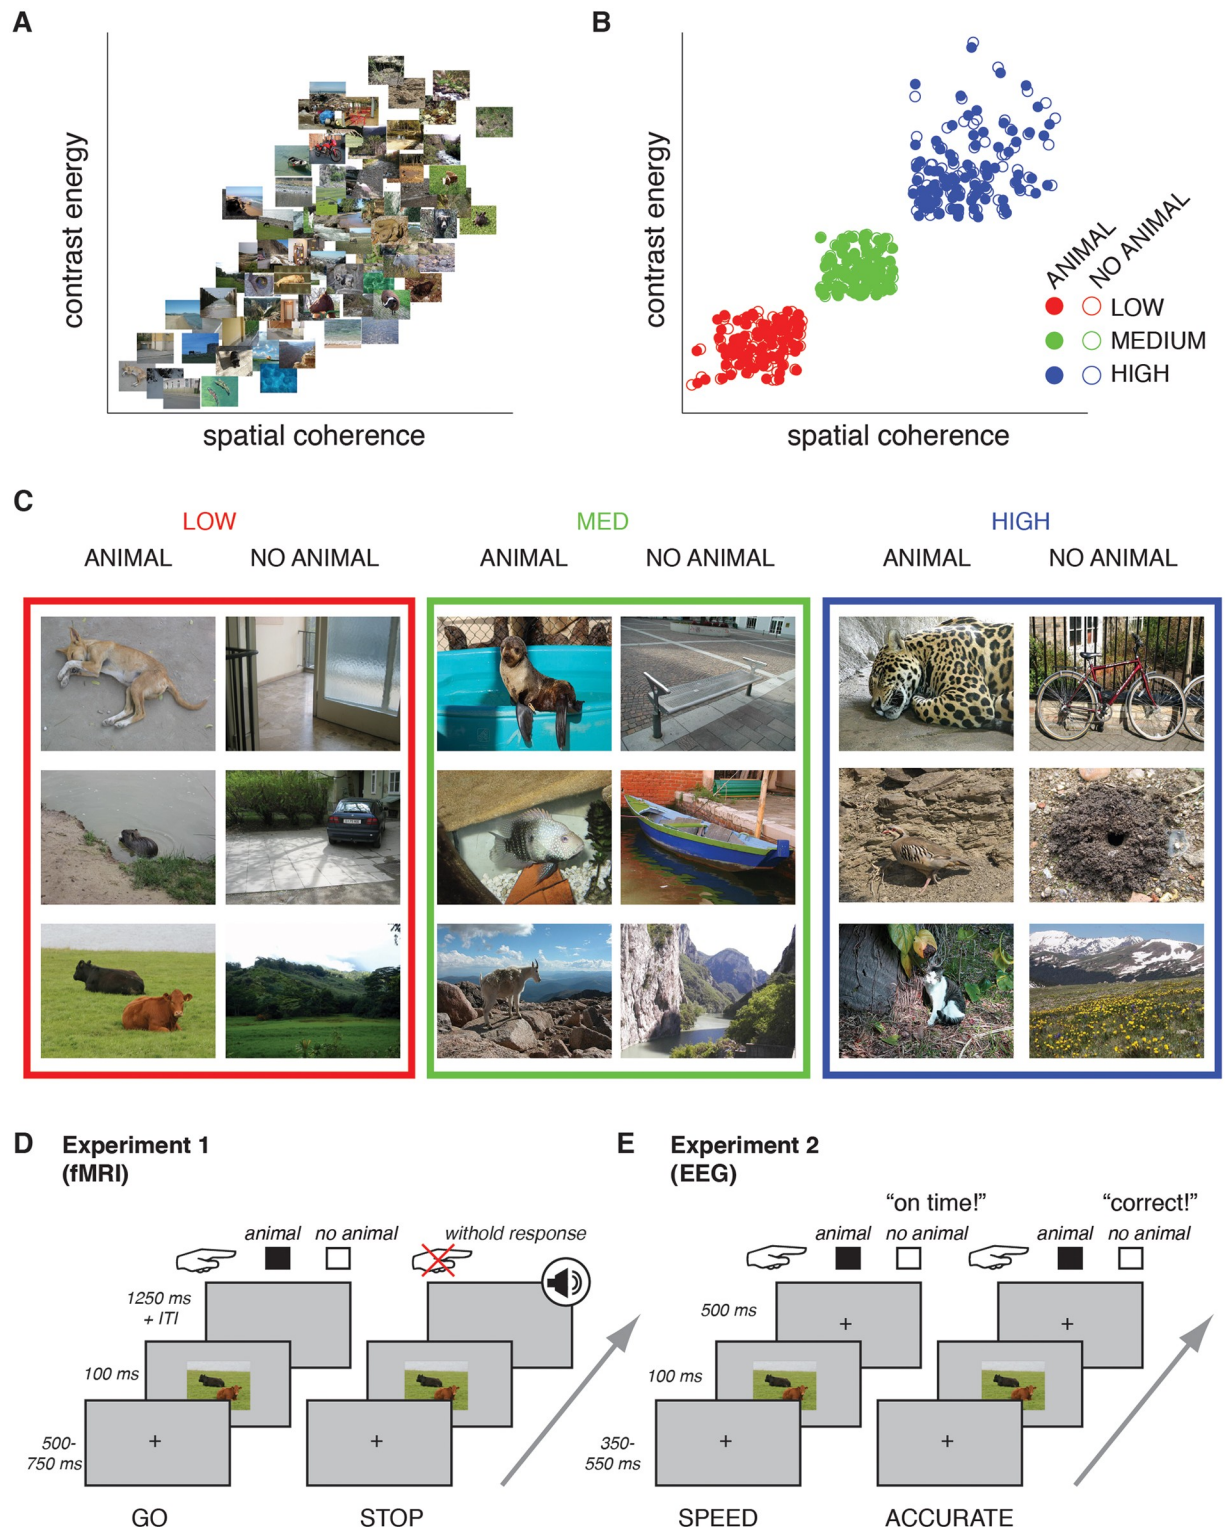 A
contrast energy
spatial coherence
B
contrast energy
spatial coherence
ANIMAL
NO ANIMAL
LOW
MEDIUM
HIGH
C
LOW
ANIMAL NO ANIMAL
MED
ANIMAL NO ANIMAL
HIGH
ANIMAL NO ANIMAL
D Experiment 1
(fMRI)
animal no animal
withold response
1250 ms
+ ITI
100 ms
+
+
500-
750 ms
GO
STOP
E Experiment 2
(EEG)
“on time!”
“correct!”
animal no animal
animal no animal
500 ms
+
+
100 ms
+
+
350-
550 ms
SPEED
ACCURATE